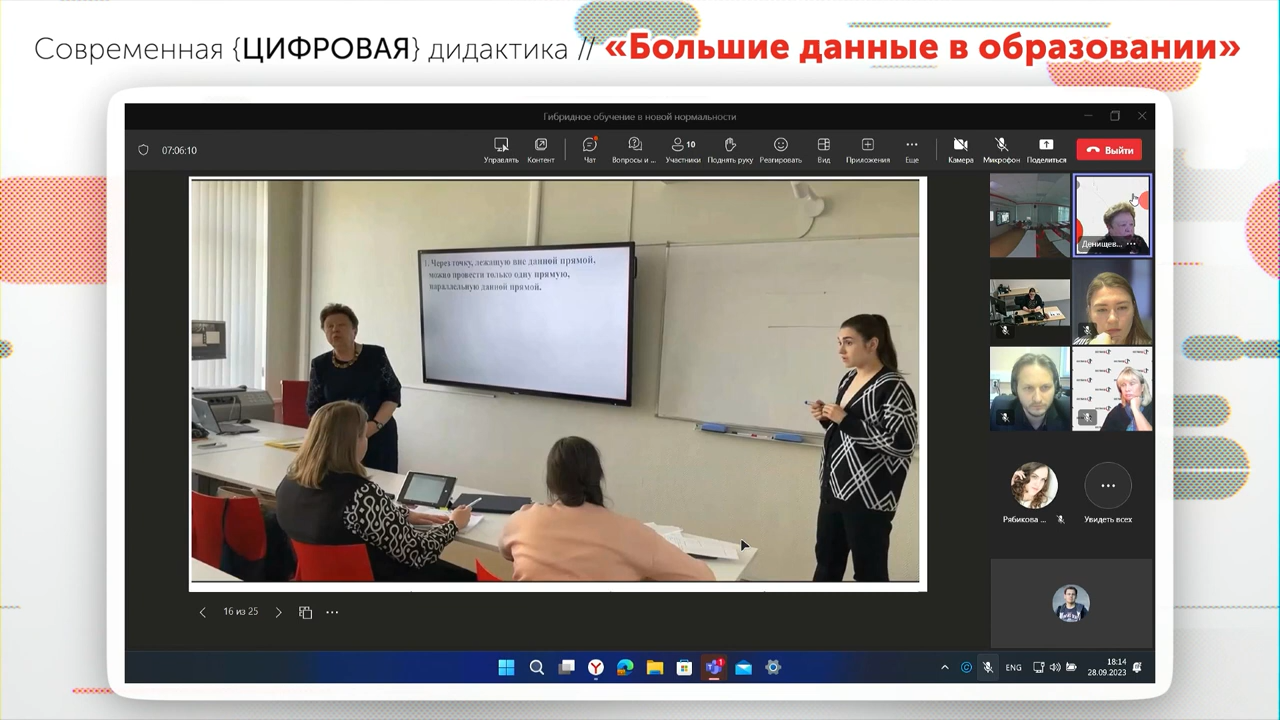 Современная {ЦИФРОВАЯ} дидактика // «Большие данные в образовании»
Гибридное обучение в новой нормальности
07:06:10
Управлять
Контент
Чат
Вопросы и ...
10
Участники
Поднять руку
Реагировать
Вид
Приложения
Еще
Камера
Микрофон
Поделиться
Выйти
1. Через точку, лежащую вне данной прямой,
можно провести только одну прямую,
параллельную данной прямой.
Денищев...
Рябикова ...
Увидеть всех
16 из 25
1
ENG
18:14
28.09.2023